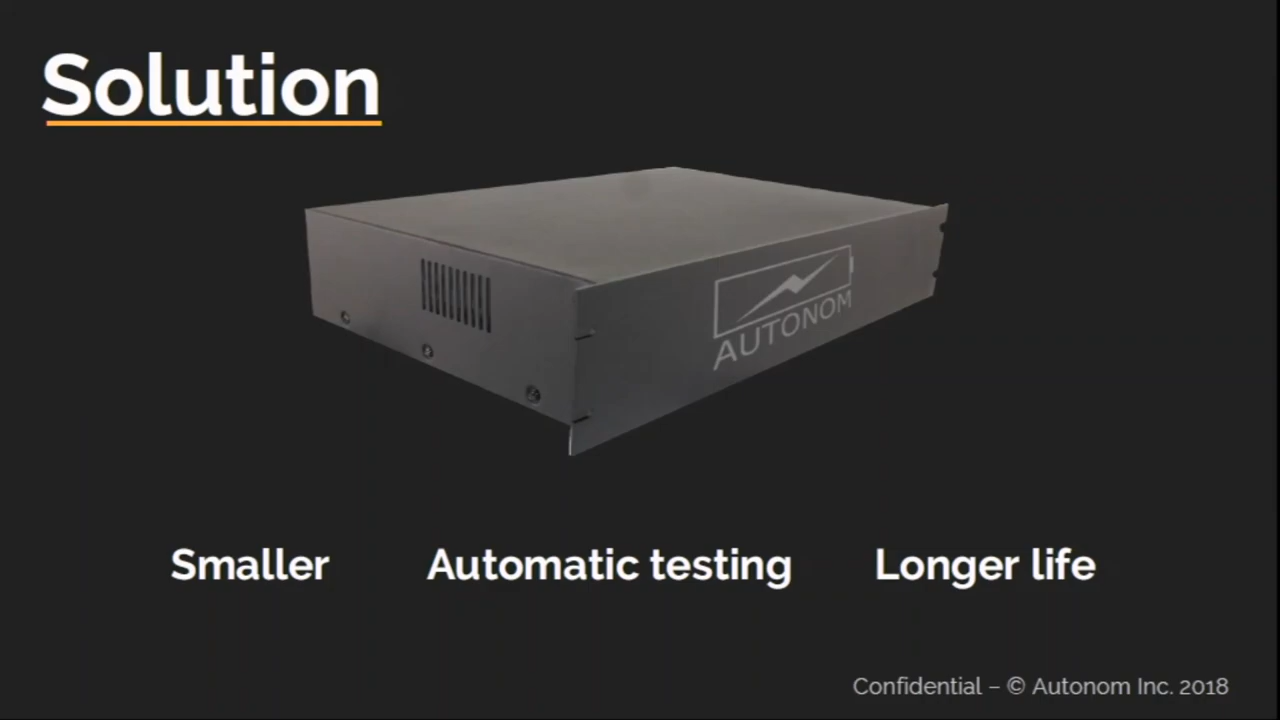 Solution
AUTONOM
Smaller
Automatic testing
Longer life
Confidential – © Autonom Inc. 2018